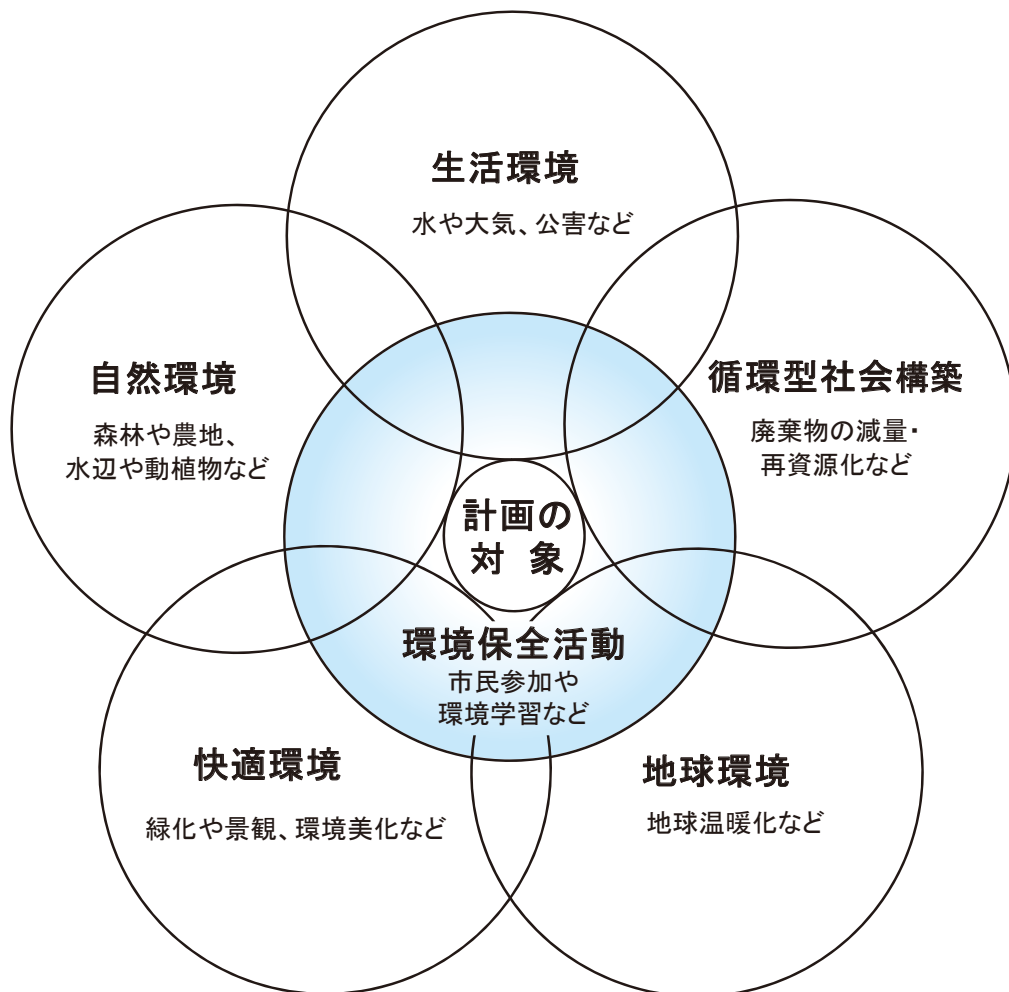 生活環境
水や大気、公害など
自然環境
森林や農地、
水辺や動植物など
循環型社会構築
廃棄物の減量・
再資源化など
計画の
対 象
環境保全活動
市民参加や
環境学習など
快適環境
緑化や景観、環境美化など
地球環境
地球温暖化など